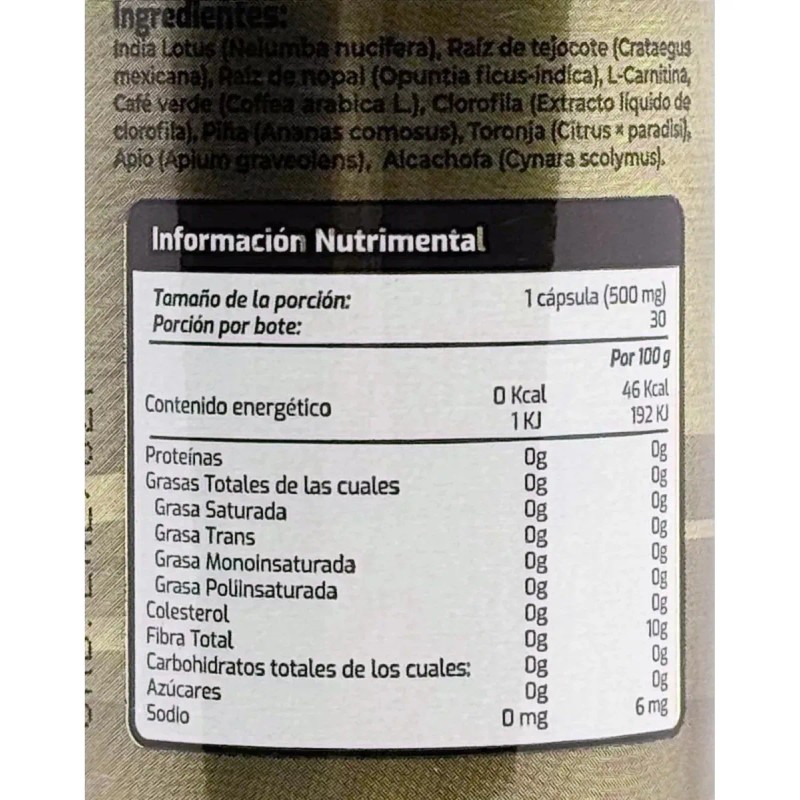 Ingredientes:
India Lotus (Nelumba nucifera), Raíz de tejocote (Crataegus
mexicana), Raíz de nopal (Opuntia ficus-indica), L-Carnitina,
Café verde (Coffea arabica L.), Clorofila (Extracto líquido de
clorofila), Piña (Ananas comosus), Toronja (Citrus × paradisi),
Apio (Apium graveolens), Alcachofa (Cynara scolymus).
Información Nutrimental
Tamaño de la porción: 1 cápsula (500 mg)
Porción por bote: 30
Por 100 g
Contenido energético 0 Kcal 46 Kcal
1 KJ 192 KJ
Proteínas 0g 0g
Grasas Totales de las cuales 0g 0g
Grasa Saturada 0g 0g
Grasa Trans 0g 0g
Grasa Monoinsaturada 0g 0g
Grasa Poliinsaturada 0g 0g
Colesterol 0g 0g
Fibra Total 0g 10g
Carbohidratos totales de los cuales: 0g 0g
Azúcares 0g 0g
Sodio 0 mg 6 mg